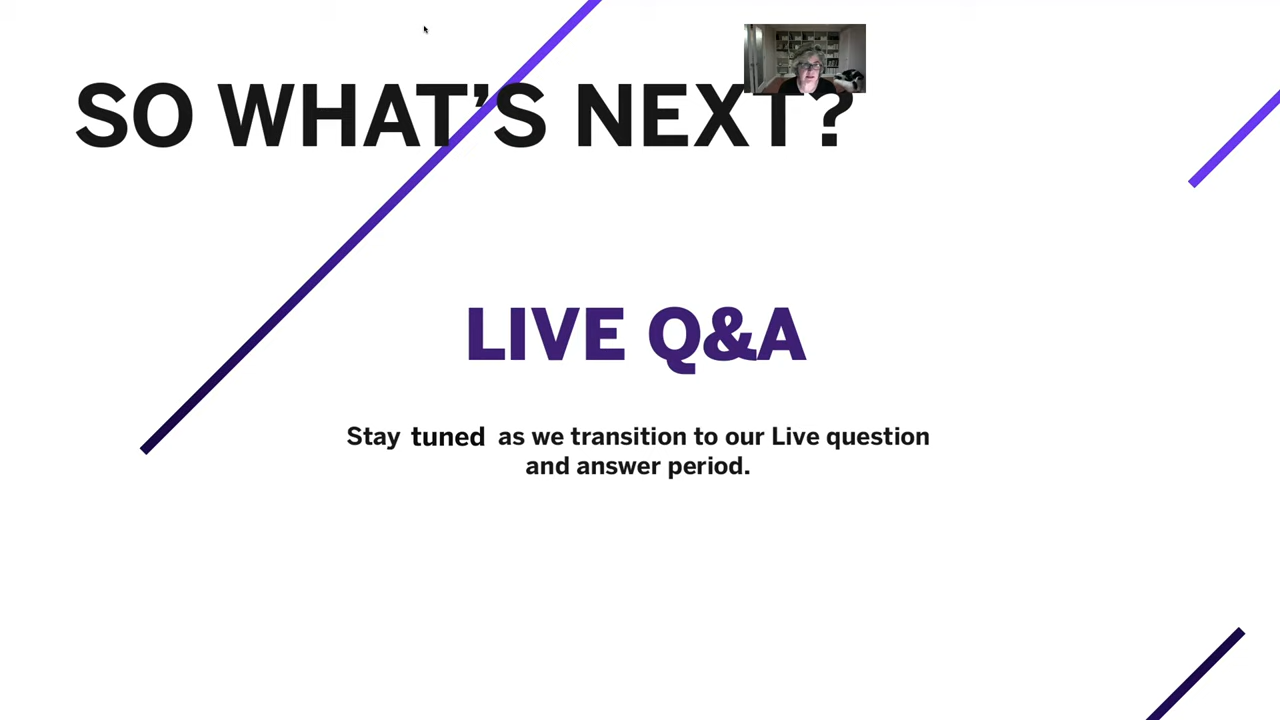 SO WHAT'S NEXT?
LIVE Q&A
Stay tuned as we transition to our Live question
and answer period.